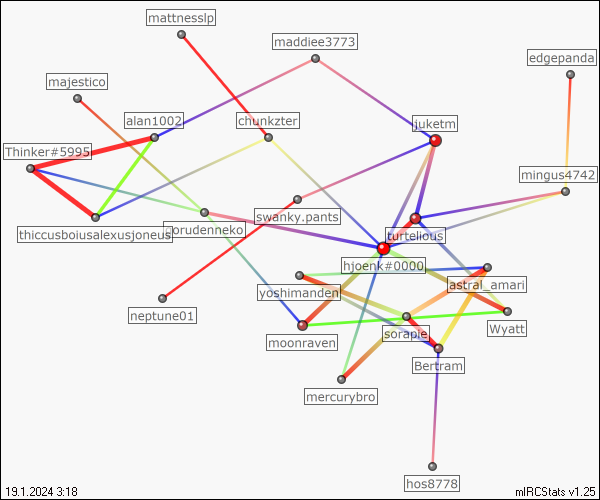 mattnesslp
maddiee3773
edgepanda
majestico
alan1002
chunkzter
juketm
Thinker#5995
mingus4742
swanky.pants
thiccusboiusalexusjoneus
orudenneko
turtelious
hjoenk#0000
astral_amari
yoshimanden
neptune01
Wyatt
sorapie
moonraven
Bertram
mercurybro
hos8778
19.1.2024 3:18
mIRCStats v1.25